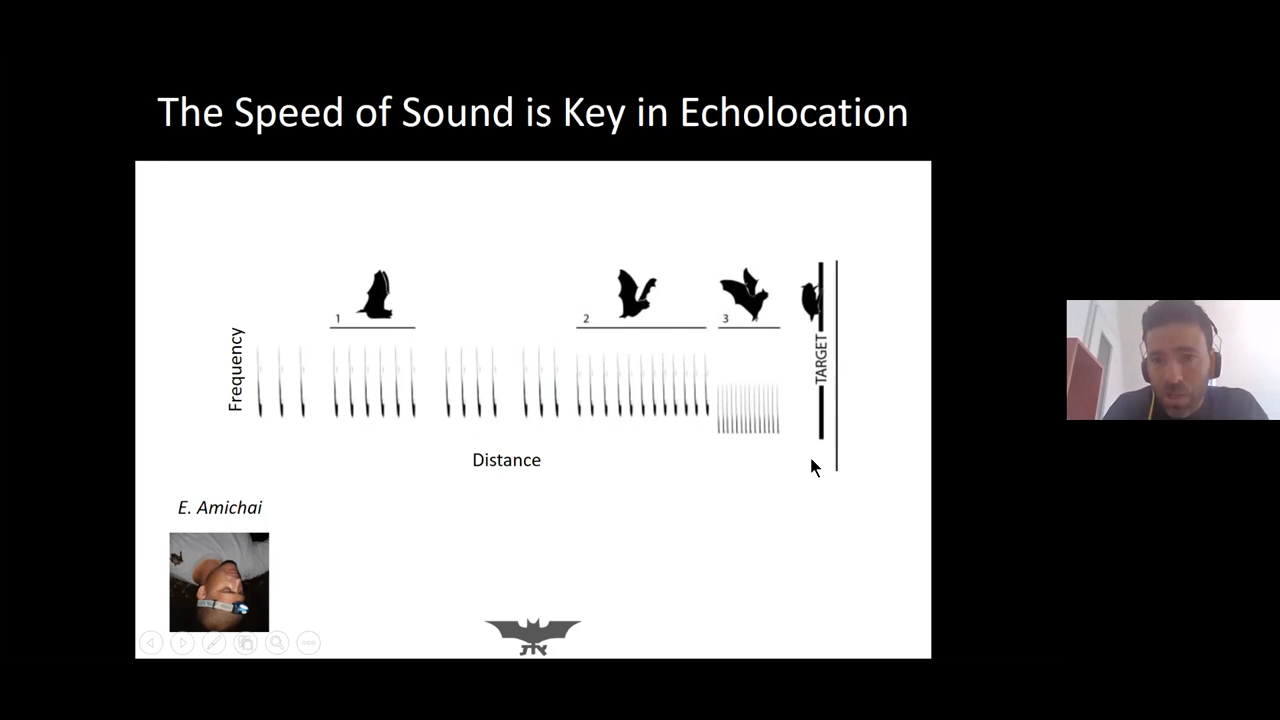 The Speed of Sound is Key in Echolocation
1
2
3
TARGET
Frequency
Distance
E. Amichai